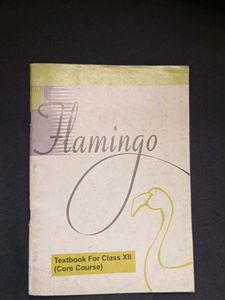 Flamingo
Textbook For Class XII
(Core Course)